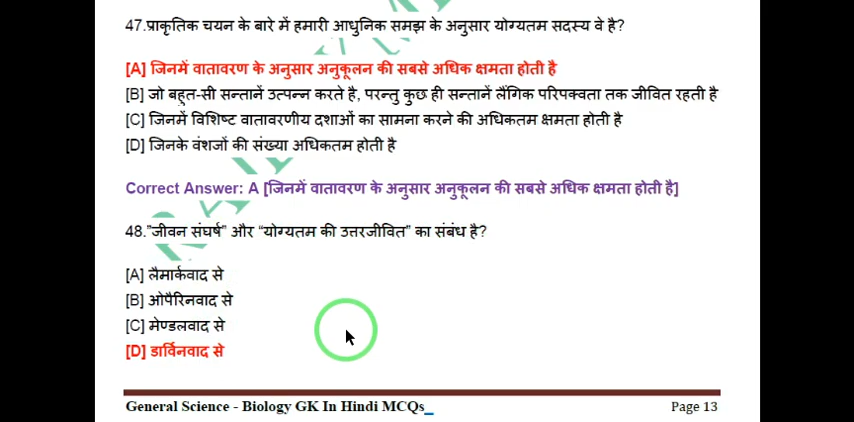 47.प्राकृतिक चयन के बारे में हमारी आधुनिक समझ के अनुसार योग्यतम सदस्य वे है?
[A] जिनमें वातावरण के अनुसार अनुकूलन की सबसे अधिक क्षमता होती है
[B] जो बहुत-सी सन्तानें उत्पन्न करते है, परन्तु कुछ ही सन्तानें लैंगिक परिपक्वता तक जीवित रहती है
[C] जिनमें विशिष्ट वातावरणीय दशाओं का सामना करने की अधिकतम क्षमता होती है
[D] जिनके वंशजों की संख्या अधिकतम होती है
Correct Answer: A [जिनमें वातावरण के अनुसार अनुकूलन की सबसे अधिक क्षमता होती है]
48.”जीवन संघर्ष” और “योग्यतम की उत्तरजीवित” का संबंध है?
[A] लैमार्कवाद से
[B] ओपैरिनवाद से
[C] मेण्डलवाद से
[D] डार्विनवाद से
General Science - Biology GK In Hindi MCQs_ Page 13